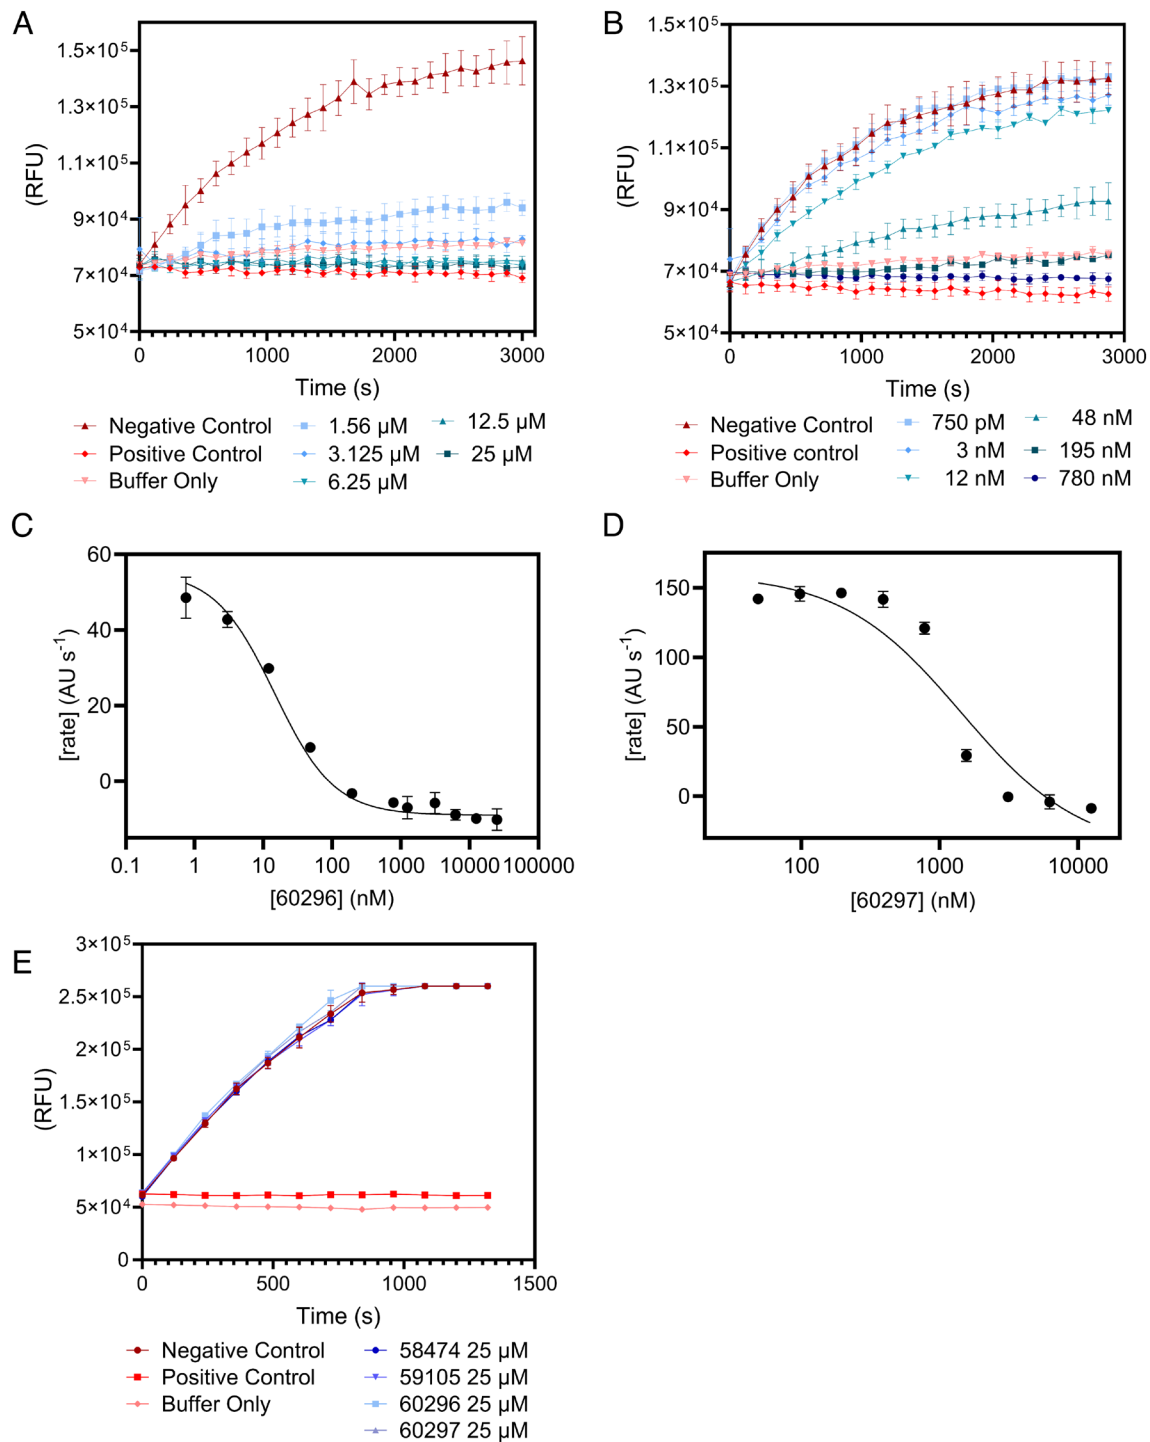 A
B
1.5×10⁵
1.3×10⁵
1.1×10⁵
9×10⁴
7×10⁴
5×10⁴
(RFU)
0 1000 2000 3000
Time (s)
Negative Control
Positive Control
Buffer Only
1.56 µM
3.125 µM
6.25 µM
12.5 µM
25 µM
1.5×10⁵
1.3×10⁵
1.1×10⁵
9×10⁴
7×10⁴
5×10⁴
(RFU)
0 1000 2000 3000
Time (s)
Negative Control
Positive control
Buffer Only
750 pM
3 nM
12 nM
48 nM
195 nM
780 nM
C
60
40
20
0
[rate] (AU s⁻¹)
0.1 1 10 100 1000 10000 100000
[60296] (nM)
D
150
100
50
0
[rate] (AU s⁻¹)
100 1000 10000
[60297] (nM)
E
3×10⁵
2.5×10⁵
2×10⁵
1.5×10⁵
1×10⁵
5×10⁴
0
(RFU)
0 500 1000 1500
Time (s)
Negative Control
Positive Control
Buffer Only
58474 25 µM
59105 25 µM
60296 25 µM
60297 25 µM